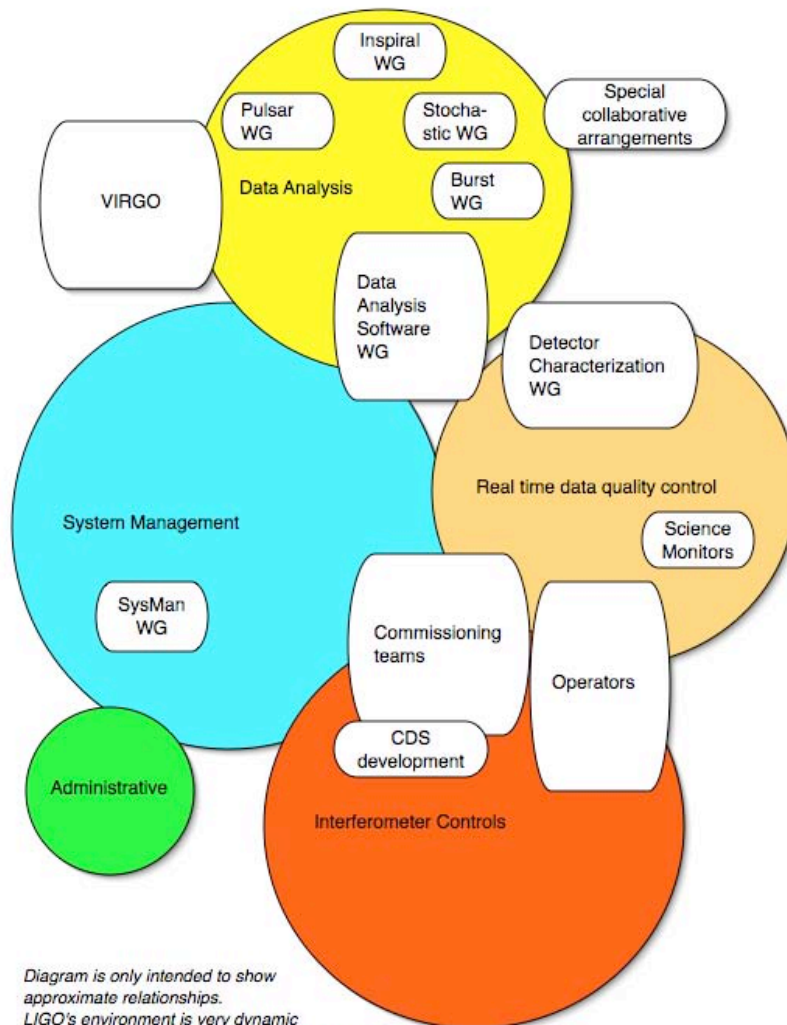 Inspiral
WG
Pulsar
WG
Stocha-
stic WG
Special
collaborative
arrangements
VIRGO
Data Analysis
Burst
WG
Data
Analysis
Software
WG
Detector
Characterization
WG
Real time data quality control
System Management
Science
Monitors
SysMan
WG
Commissioning
teams
Operators
CDS
development
Administrative
Interferometer Controls
Diagram is only intended to show
approximate relationships.
LIGO's environment is very dynamic